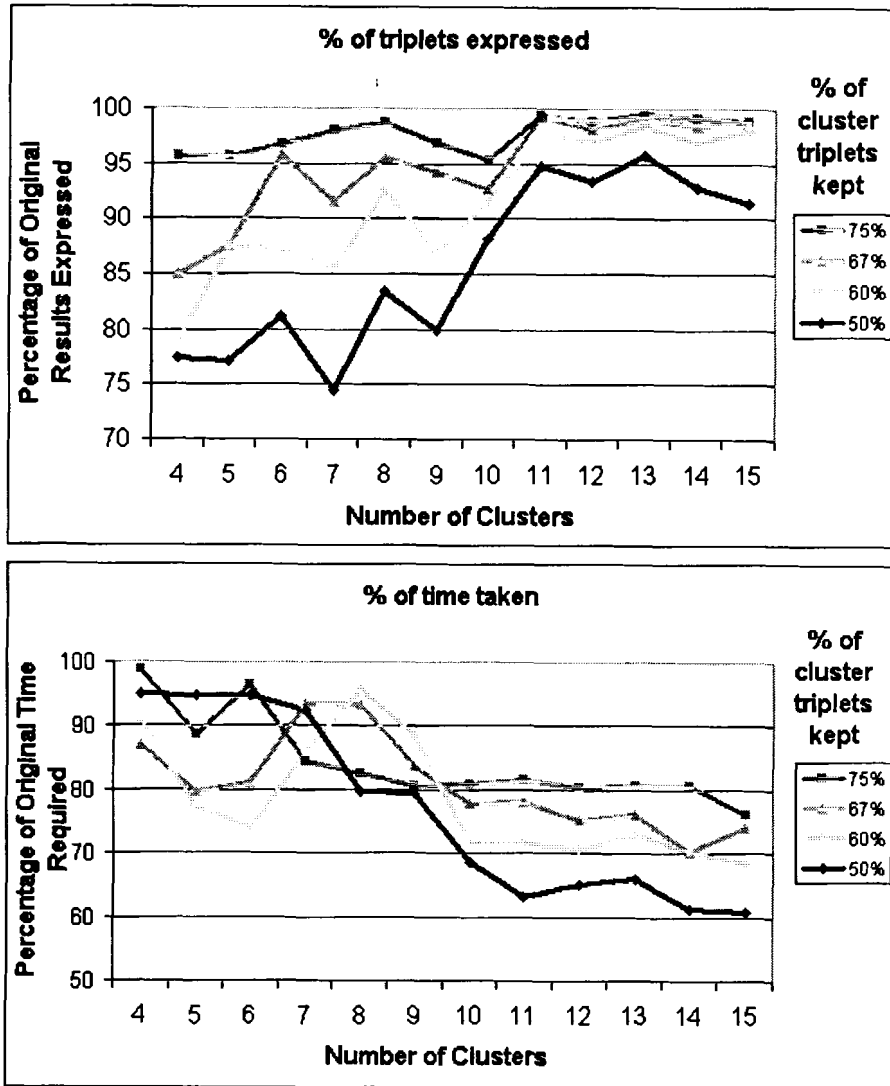 % of triplets expressed
Percentage of Original
Results Expressed
100
95
90
85
80
75
70
4 5 6 7 8 9 10 11 12 13 14 15
Number of Clusters
% of
cluster
triplets
kept
75%
67%
60%
50%
% of time taken
Percentage of Original Time
Required
100
90
80
70
60
50
4 5 6 7 8 9 10 11 12 13 14 15
Number of Clusters
% of
cluster
triplets
kept
75%
67%
60%
50%